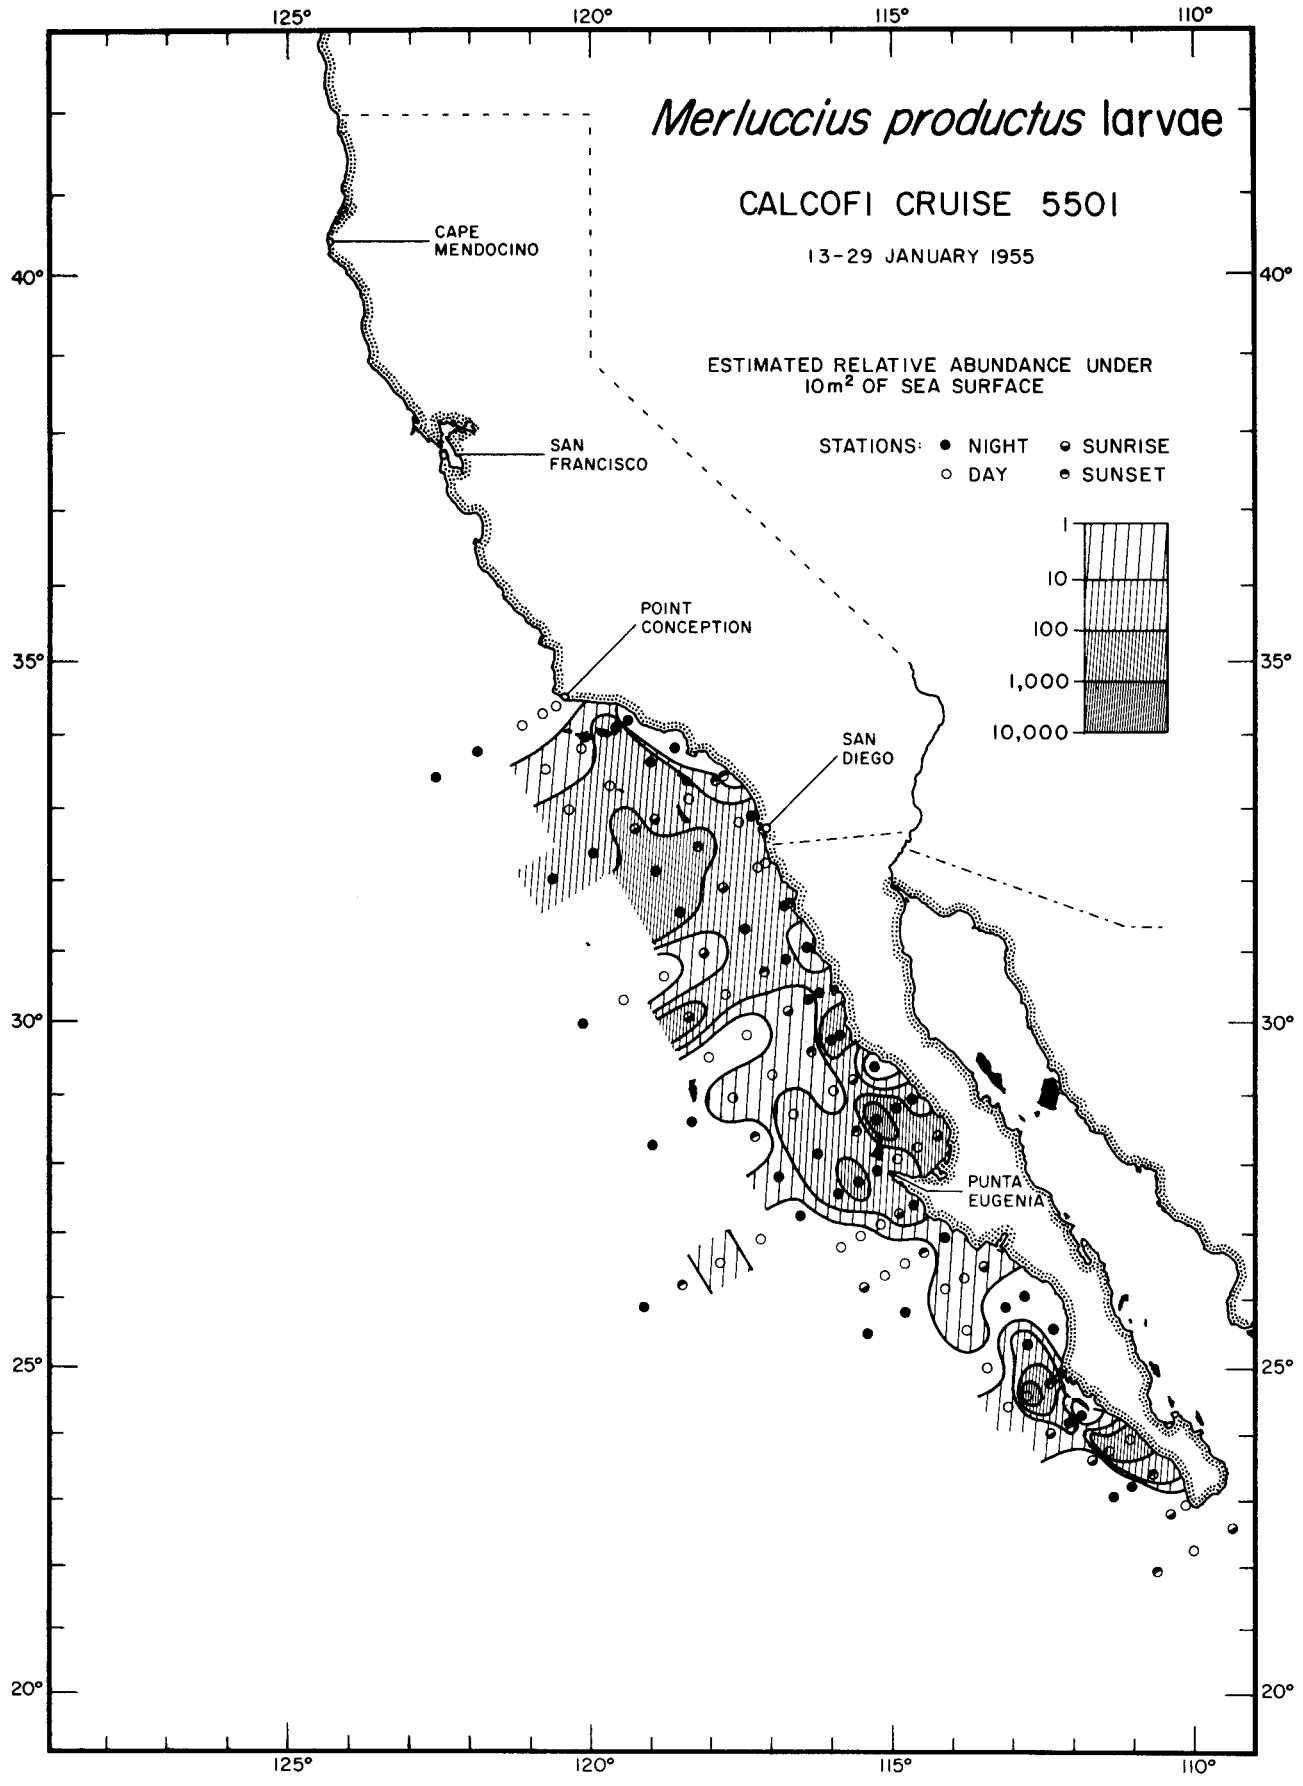 125° 120° 115° 110°
Merluccius productus larvae
CALCOFI CRUISE 5501
13-29 JANUARY 1955
CAPE
MENDOCINO
40° 40°
ESTIMATED RELATIVE ABUNDANCE UNDER
10m² OF SEA SURFACE
STATIONS: ● NIGHT ◒ SUNRISE
○ DAY ◓ SUNSET
SAN
FRANCISCO
1
10
100
1,000
10,000
POINT
CONCEPTION
35° 35°
SAN
DIEGO
30° 30°
PUNTA
EUGENIA
25° 25°
20° 20°
125° 120° 115° 110°